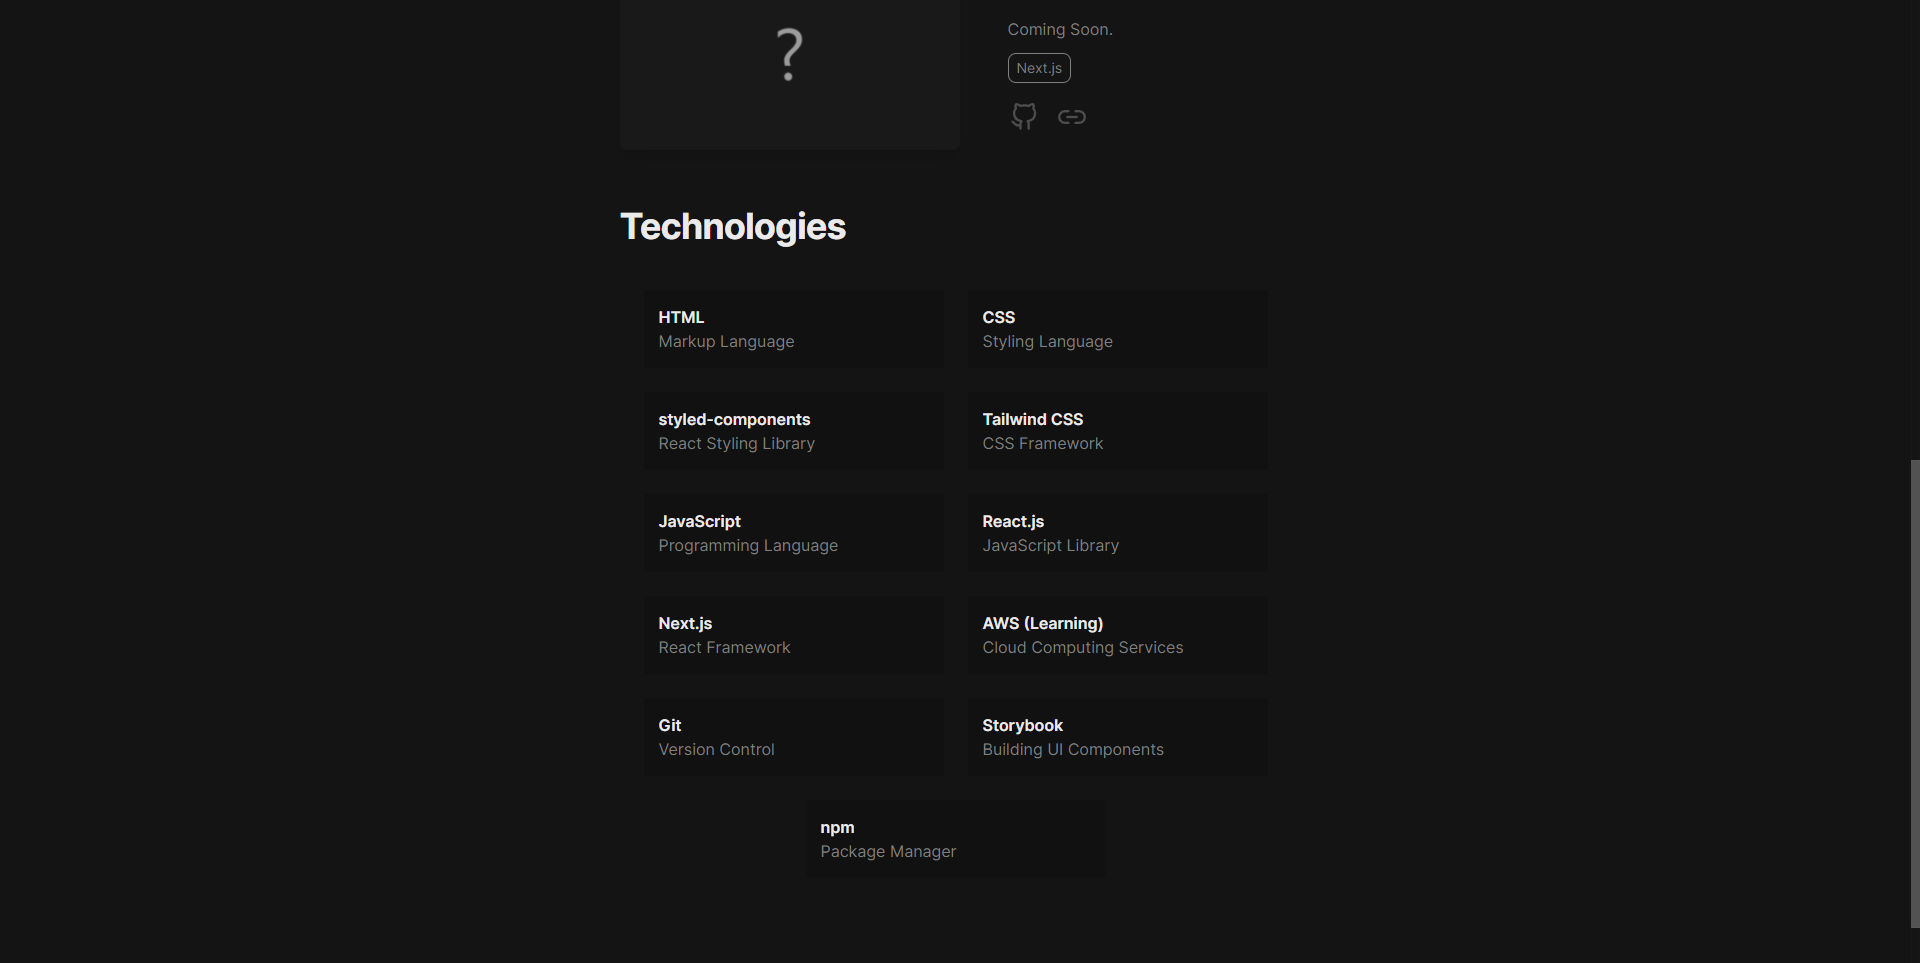 ?
Coming Soon.
Next.js
Technologies
HTML
Markup Language
CSS
Styling Language
styled-components
React Styling Library
Tailwind CSS
CSS Framework
JavaScript
Programming Language
React.js
JavaScript Library
Next.js
React Framework
AWS (Learning)
Cloud Computing Services
Git
Version Control
Storybook
Building UI Components
npm
Package Manager